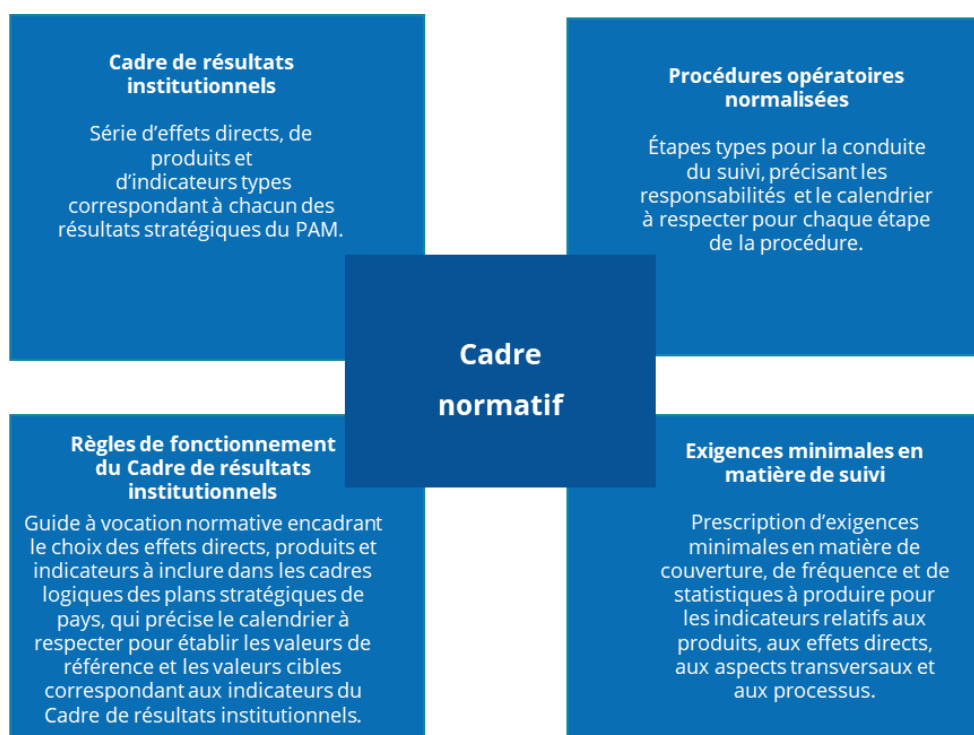 Cadre de résultats
institutionnels
Série d’effets directs, de
produits et
d’indicateurs types
correspondant à chacun des
résultats stratégiques du PAM.
Procédures opératoires
normalisées
Étapes types pour la conduite
du suivi, précisant les
responsabilités et le calendrier
à respecter pour chaque étape
de la procédure.
Cadre
normatif
Règles de fonctionnement
du Cadre de résultats
institutionnels
Guide à vocation normative encadrant
le choix des effets directs, produits et
indicateurs à inclure dans les cadres
logiques des plans stratégiques de
pays, qui précise le calendrier à
respecter pour établir les valeurs de
référence et les valeurs cibles
correspondant aux indicateurs du
Cadre de résultats institutionnels.
Exigences minimales en
matière de suivi
Prescription d’exigences
minimales en matière de
couverture, de fréquence et de
statistiques à produire pour
les indicateurs relatifs aux
produits, aux effets directs,
aux aspects transversaux et
aux processus.